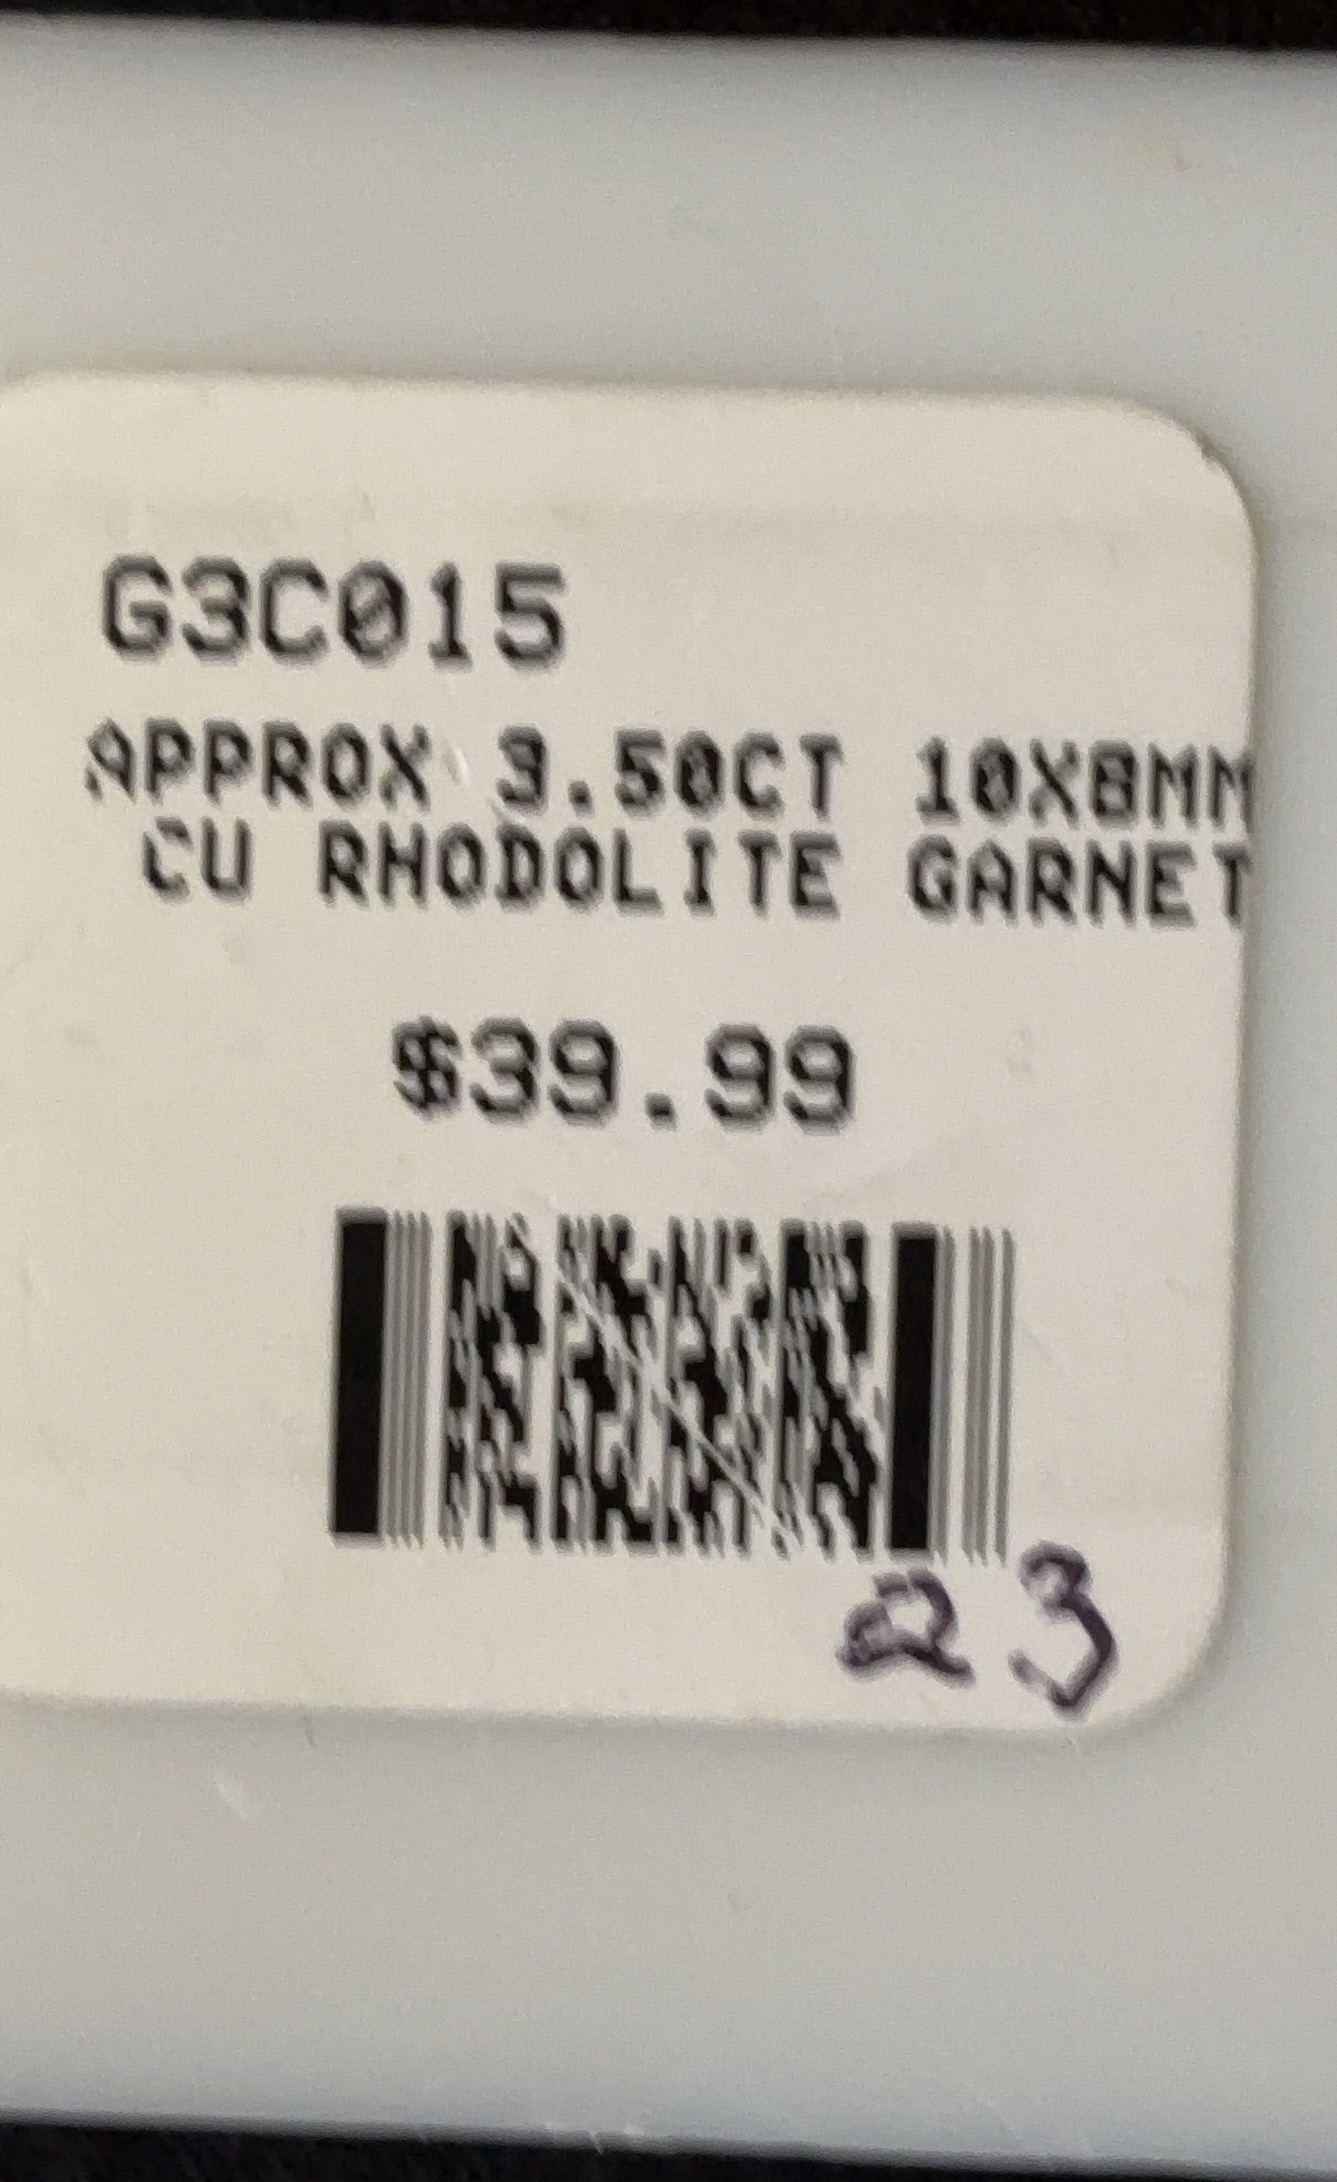 G3C015
APPROX 3.50CT 10X8MM
CU RHODOLITE GARNET
$39.99
23